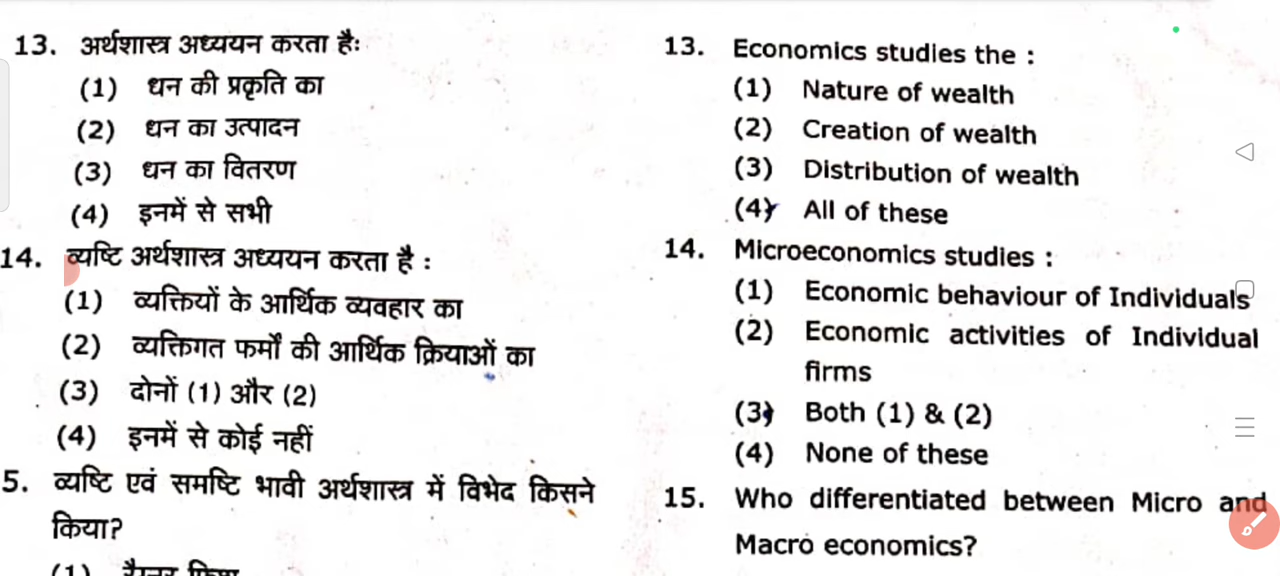 13. अर्थशास्त्र अध्ययन करता हैः
(1) धन की प्रकृति का
(2) धन का उत्पादन
(3) धन का वितरण
(4) इनमें से सभी
14. व्यष्टि अर्थशास्त्र अध्ययन करता है :
(1) व्यक्तियों के आर्थिक व्यवहार का
(2) व्यक्तिगत फर्मों की आर्थिक क्रियाओं का
(3) दोनों (1) और (2)
(4) इनमें से कोई नहीं
5. व्यष्टि एवं समष्टि भावी अर्थशास्त्र में विभेद किसने
किया?
(1)
13. Economics studies the :
(1) Nature of wealth
(2) Creation of wealth
(3) Distribution of wealth
(4) All of these
14. Microeconomics studies :
(1) Economic behaviour of Individuals
(2) Economic activities of Individual
firms
(3) Both (1) & (2)
(4) None of these
15. Who differentiated between Micro and
Macro economics?